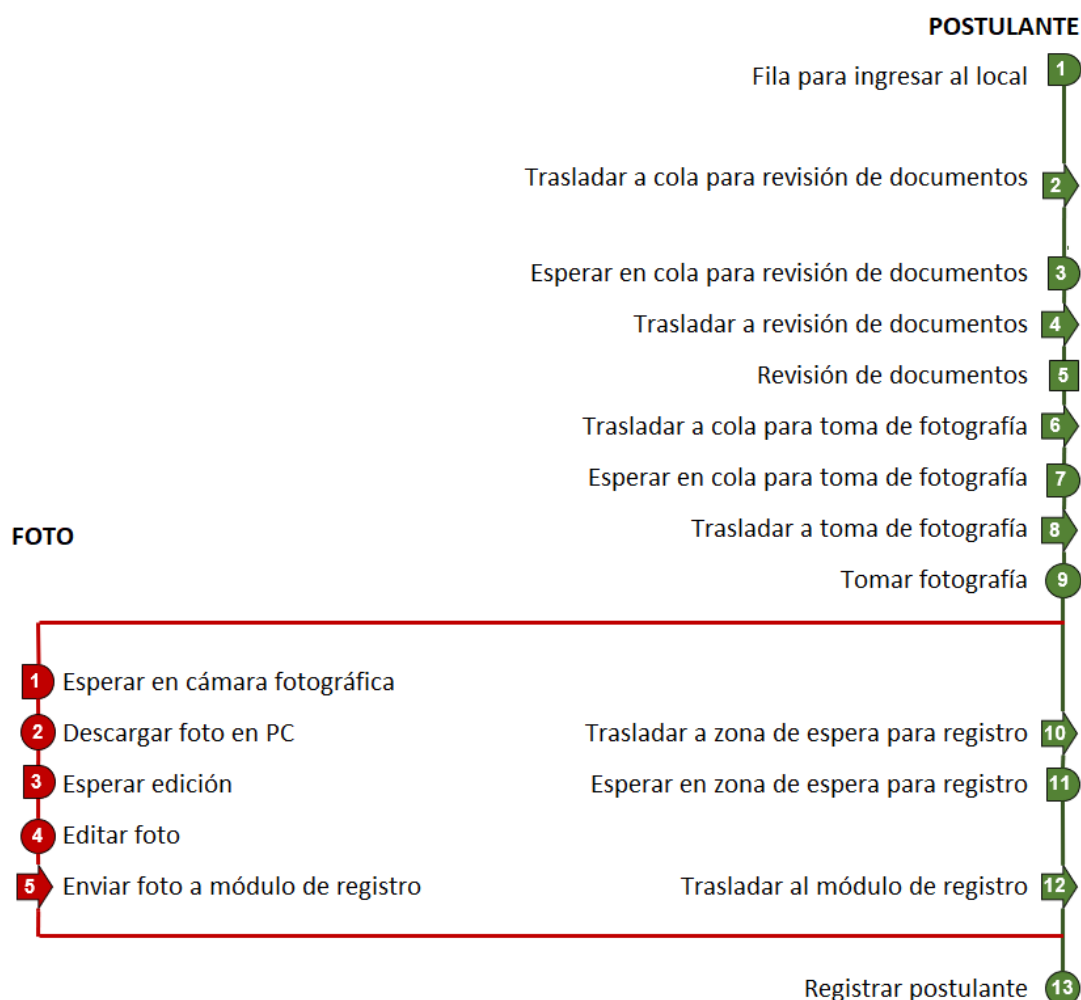 POSTULANTE
Fila para ingresar al local 1
Trasladar a cola para revisión de documentos 2
Esperar en cola para revisión de documentos 3
Trasladar a revisión de documentos 4
Revisión de documentos 5
Trasladar a cola para toma de fotografía 6
Esperar en cola para toma de fotografía 7
Trasladar a toma de fotografía 8
Tomar fotografía 9
FOTO
1 Esperar en cámara fotográfica
2 Descargar foto en PC
3 Esperar edición
4 Editar foto
5 Enviar foto a módulo de registro
Trasladar a zona de espera para registro 10
Esperar en zona de espera para registro 11
Trasladar al módulo de registro 12
Registrar postulante 13